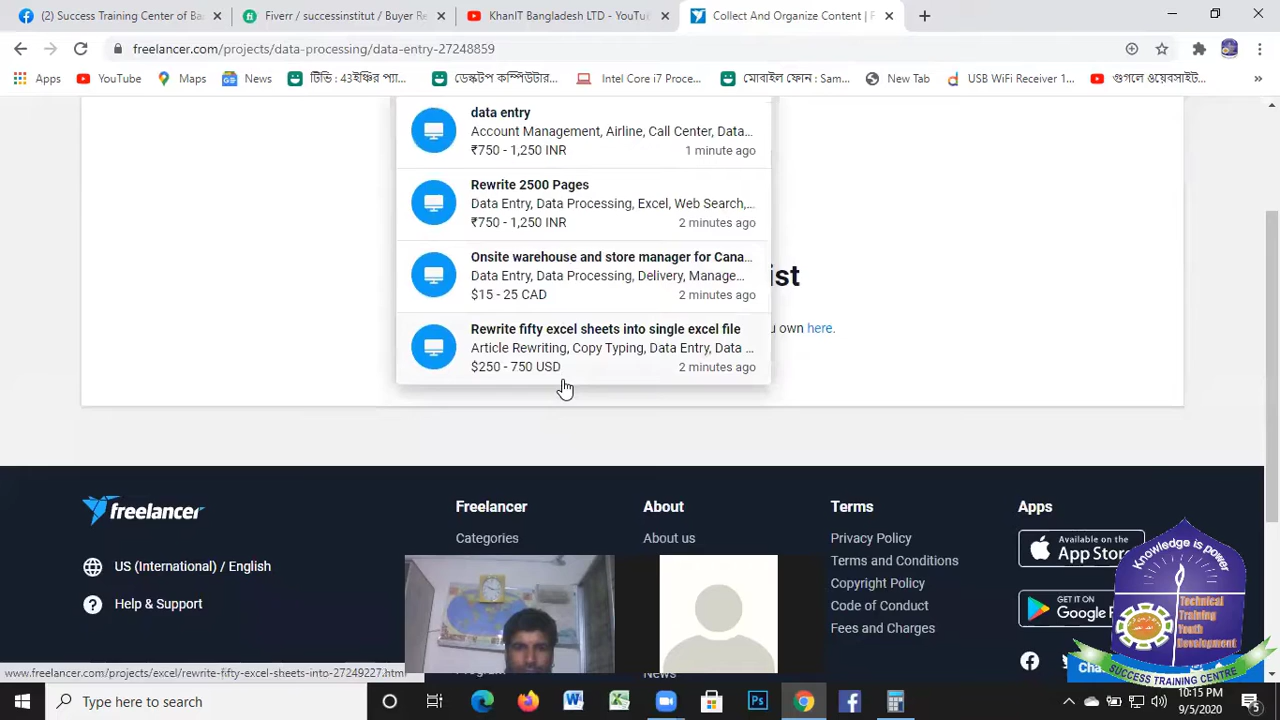 (2) Success Training Center of Ba
Fiverr / successinstitut / Buyer Re
KhanIT Bangladesh LTD - YouTu
Collect And Organize Content | F
freelancer.com/projects/data-processing/data-entry-27248859
Apps
YouTube
Maps
News
টিভি : 43ইঞ্চির প্যা...
ডেস্কটপ কম্পিউটার...
Intel Core i7 Proce...
মোবাইল ফোন : Sam...
New Tab
USB WiFi Receiver 1...
গুগলে ওয়েবসাইট...
»
data entry
Account Management, Airline, Call Center, Data...
₹750 - 1,250 INR
1 minute ago
Rewrite 2500 Pages
Data Entry, Data Processing, Excel, Web Search,...
₹750 - 1,250 INR
2 minutes ago
Onsite warehouse and store manager for Cana...
Data Entry, Data Processing, Delivery, Manage...
$15 - 25 CAD
2 minutes ago
ist
Rewrite fifty excel sheets into single excel file
Article Rewriting, Copy Typing, Data Entry, Data ...
$250 - 750 USD
2 minutes ago
u own here.
freelancer
US (International) / English
Help & Support
Freelancer
Categories
About
About us
News
Terms
Privacy Policy
Terms and Conditions
Copyright Policy
Code of Conduct
Fees and Charges
Apps
Available on the
App Store
GET IT ON
Google
Knowledge is power
Technical
Training
Youth
Development
SUCCESS TRAINING CENTRE
www.freelancer.com/projects/excel/rewrite-fifty-excel-sheets-into-27249227.html
Type here to search
10:15 PM
9/5/2020
5